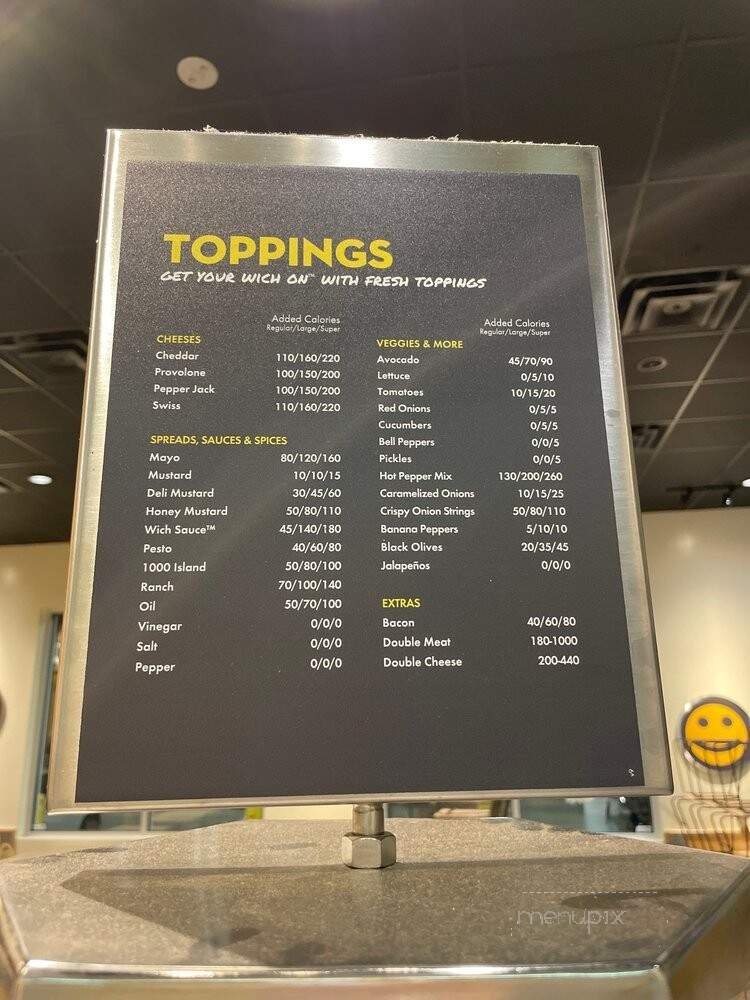 TOPPINGS
GET YOUR WICH ON™ WITH FRESH TOPPINGS
Added Calories
Regular/Large/Super
CHEESES
Cheddar 110/160/220
Provolone 100/150/200
Pepper Jack 100/150/200
Swiss 110/160/220
SPREADS, SAUCES & SPICES
Mayo 80/120/160
Mustard 10/10/15
Deli Mustard 30/45/60
Honey Mustard 50/80/110
Wich Sauce™ 45/140/180
Pesto 40/60/80
1000 Island 50/80/100
Ranch 70/100/140
Oil 50/70/100
Vinegar 0/0/0
Salt 0/0/0
Pepper 0/0/0
Added Calories
Regular/Large/Super
VEGGIES & MORE
Avocado 45/70/90
Lettuce 0/5/10
Tomatoes 10/15/20
Red Onions 0/5/5
Cucumbers 0/5/5
Bell Peppers 0/0/5
Pickles 0/0/5
Hot Pepper Mix 130/200/260
Caramelized Onions 10/15/25
Crispy Onion Strings 50/80/110
Banana Peppers 5/10/10
Black Olives 20/35/45
Jalapeños 0/0/0
EXTRAS
Bacon 40/60/80
Double Meat 180-1000
Double Cheese 200-440
menupix